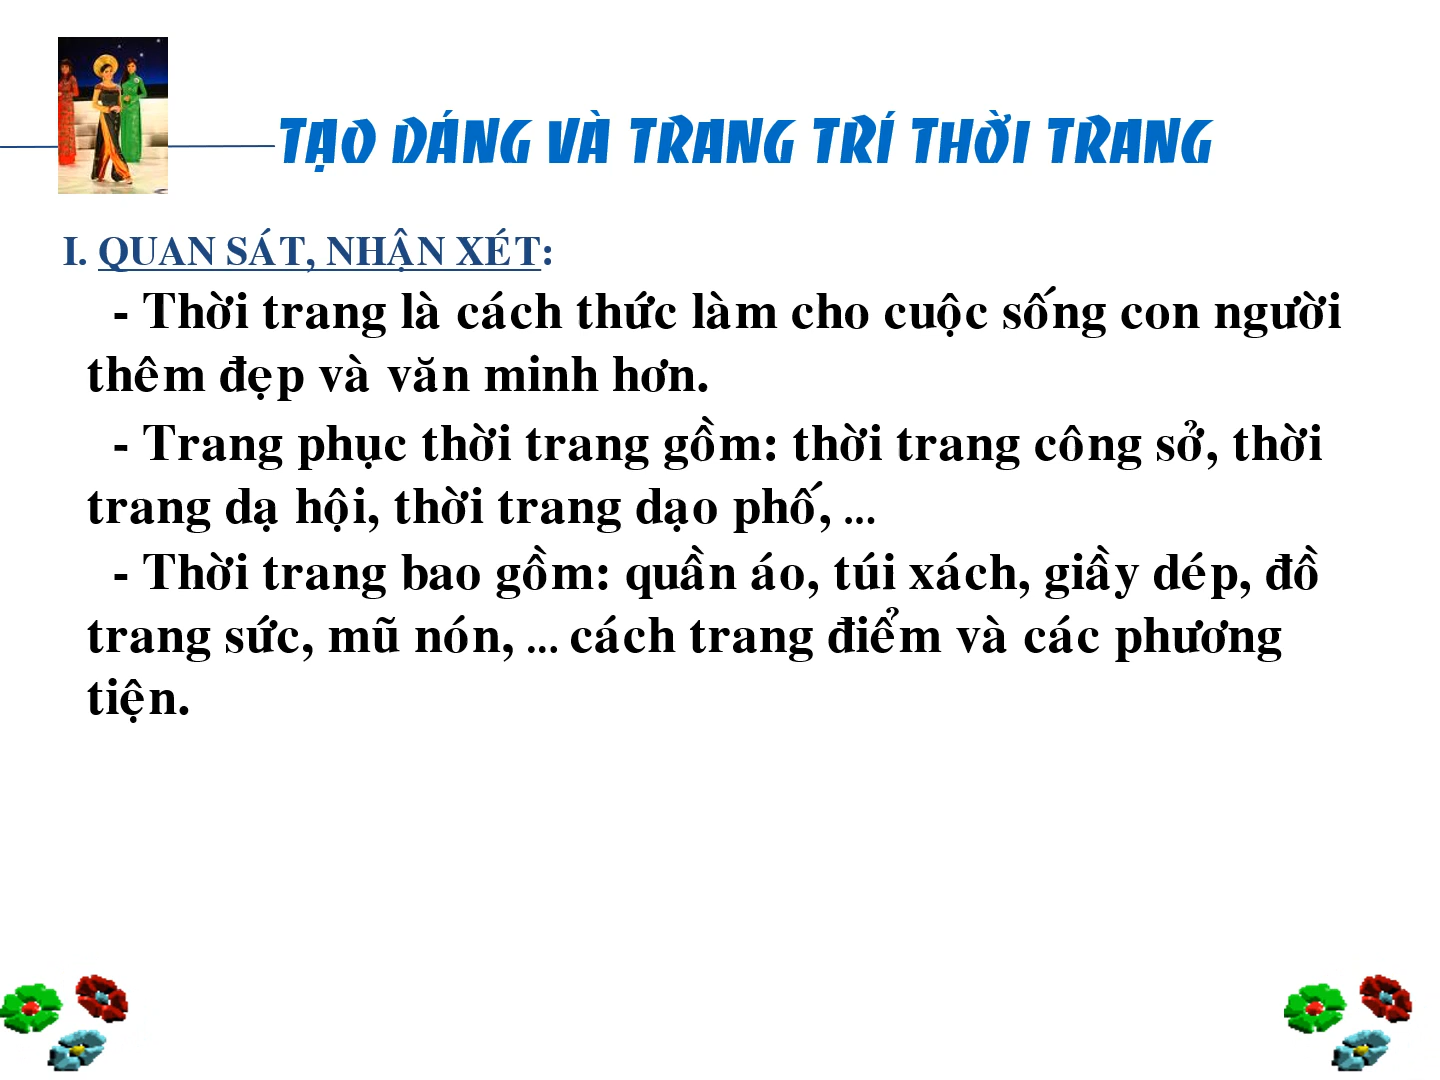 TẠO DÁNG VÀ TRANG TRÍ THỜI TRANG
I. QUAN SÁT, NHẬN XÉT:
- Thời trang là cách thức làm cho cuộc sống con người
thêm đẹp và văn minh hơn.
- Trang phục thời trang gồm: thời trang công sở, thời
trang dạ hội, thời trang dạo phố, ...
- Thời trang bao gồm: quần áo, túi xách, giầy dép, đồ
trang sức, mũ nón, ... cách trang điểm và các phương
tiện.